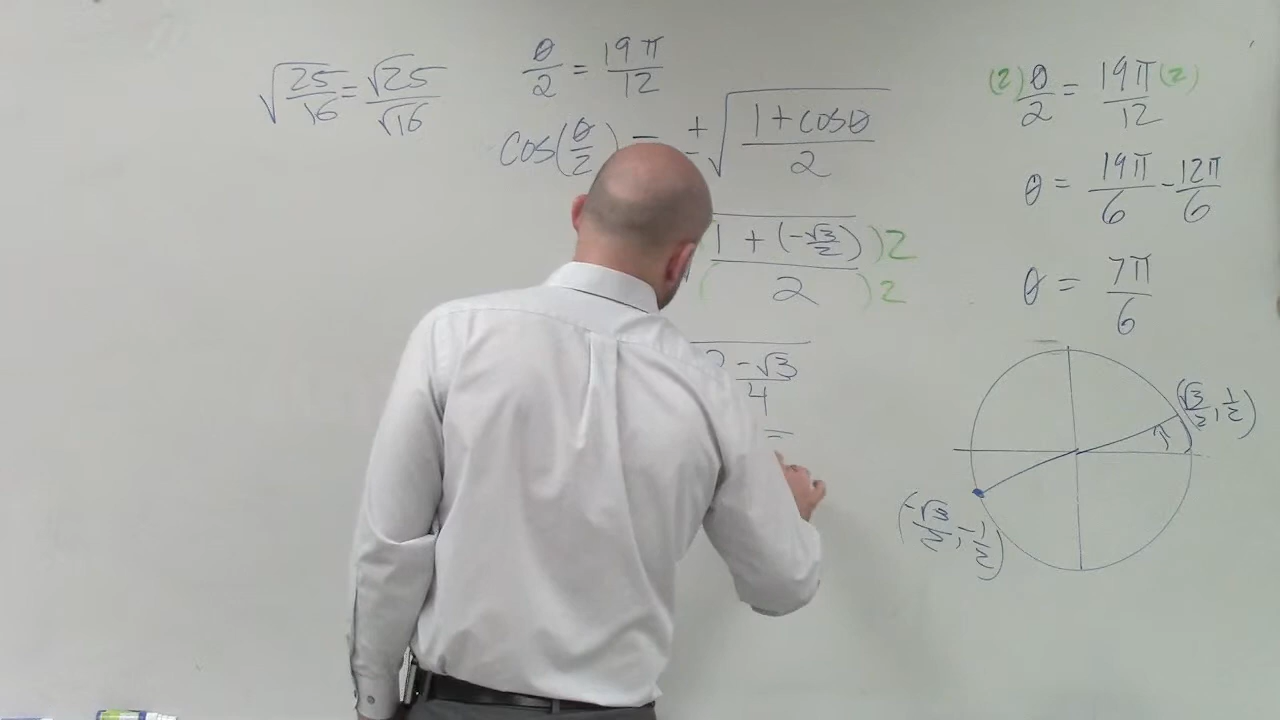 √25/16 = √25/√16
θ/2 = 19π/12
cos(θ/2) = ±√(1+cosθ)/2
1 + (-√3/2) )2
( 2 )2
2 - √3
4
=
(2) θ/2 = 19π/12 (2)
θ = 19π/6 - 12π/6
θ = 7π/6
(√3/2, 1/2)
(-√3/2, -1/2)